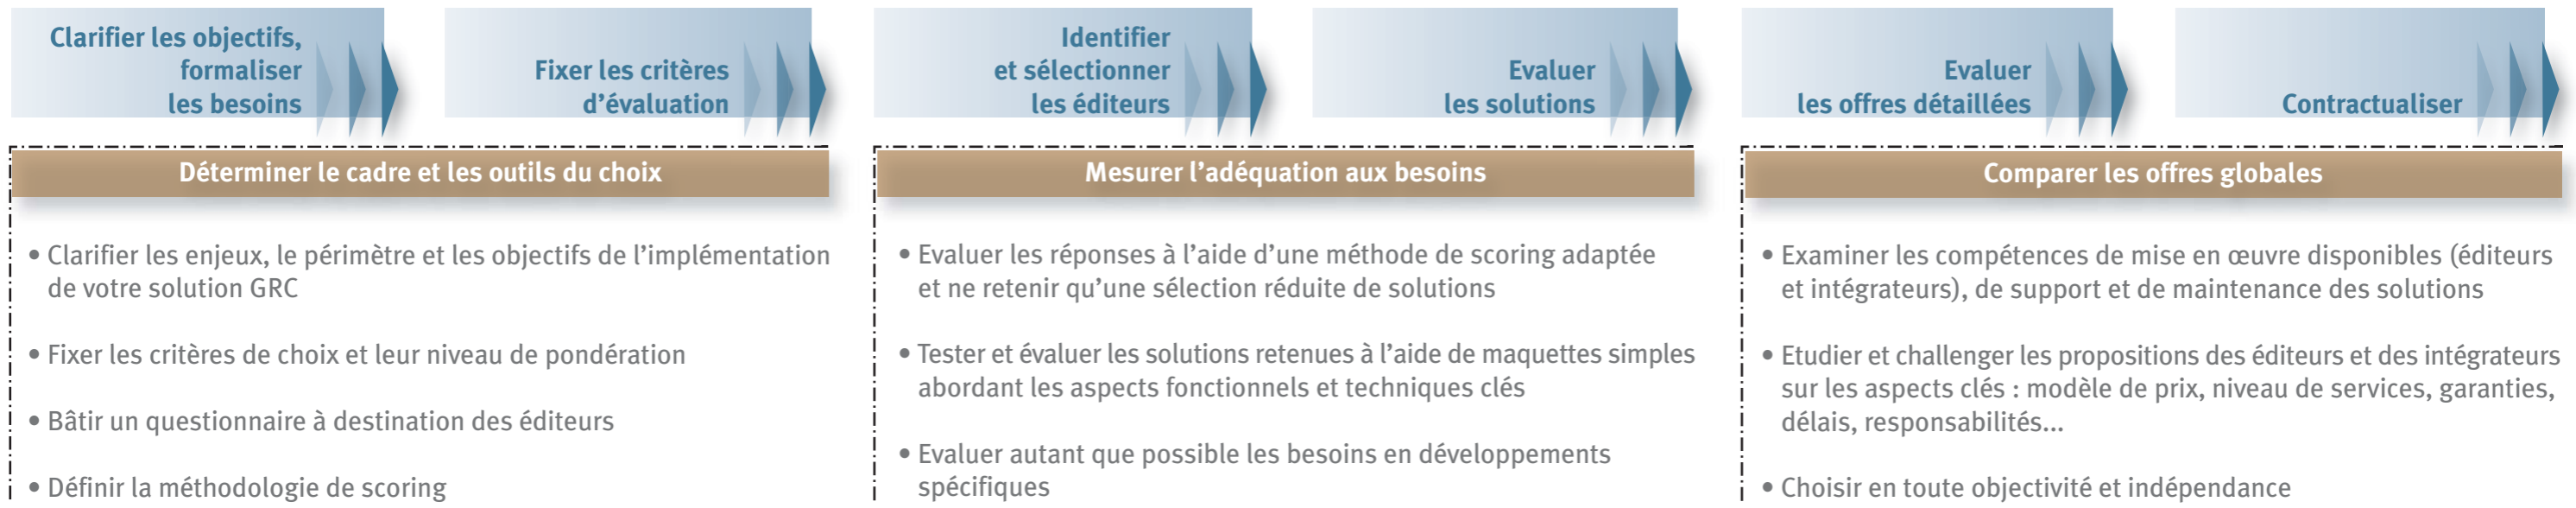 Clarifier les objectifs,
formaliser
les besoins
Fixer les critères
d’évaluation
Identifier
et sélectionner
les éditeurs
Evaluer
les solutions
Evaluer
les offres détaillées
Contractualiser
Déterminer le cadre et les outils du choix
• Clarifier les enjeux, le périmètre et les objectifs de l’implémentation
de votre solution GRC
• Fixer les critères de choix et leur niveau de pondération
• Bâtir un questionnaire à destination des éditeurs
• Définir la méthodologie de scoring
Mesurer l’adéquation aux besoins
• Evaluer les réponses à l’aide d’une méthode de scoring adaptée
et ne retenir qu’une sélection réduite de solutions
• Tester et évaluer les solutions retenues à l’aide de maquettes simples
abordant les aspects fonctionnels et techniques clés
• Evaluer autant que possible les besoins en développements
spécifiques
Comparer les offres globales
• Examiner les compétences de mise en œuvre disponibles (éditeurs
et intégrateurs), de support et de maintenance des solutions
• Etudier et challenger les propositions des éditeurs et des intégrateurs
sur les aspects clés : modèle de prix, niveau de services, garanties,
délais, responsabilités...
• Choisir en toute objectivité et indépendance